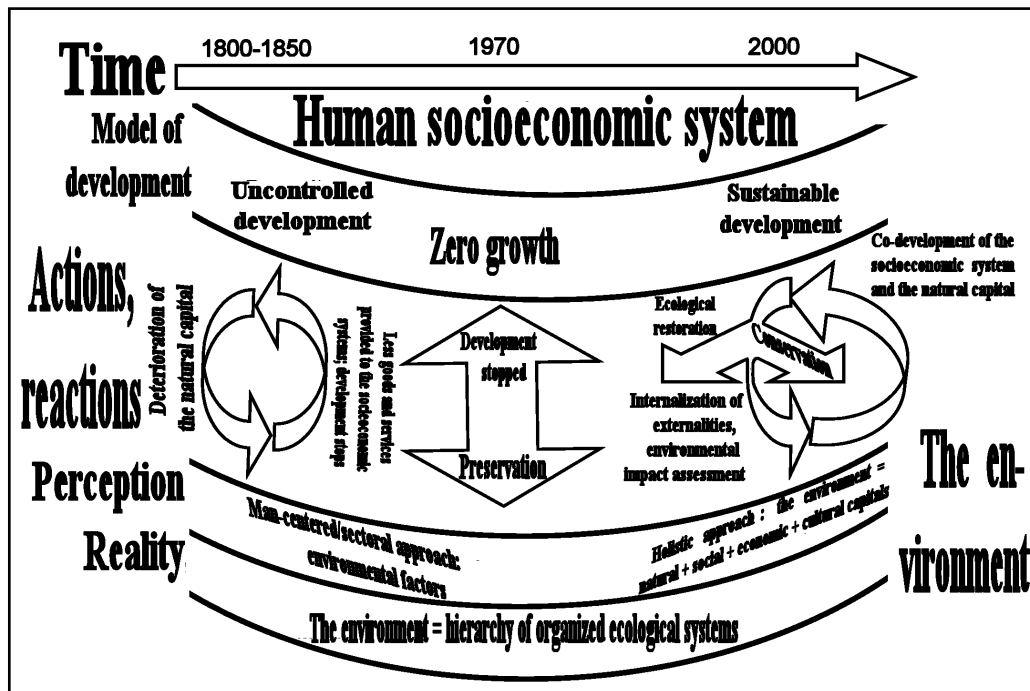 Time
1800-1850
1970
2000
Human socioeconomic system
Model of
development
Uncontrolled
development
Zero growth
Sustainable
development
Actions,
reactions
Deterioration of
the natural capital
Less goods and services
provided to the socioeconomic
systems; development stops
Development
stopped
Preservation
Ecological
restoration
Conservation
Internalization of
externalities,
environmental
impact assessment
Co-development of the
socioeconomic system
and the natural capital
Perception
Man-centered/sectoral approach:
environmental factors
Holistic approach : the environment =
natural + social + economic + cultural capitals
Reality
The environment = hierarchy of organized ecological systems
The en-
vironment